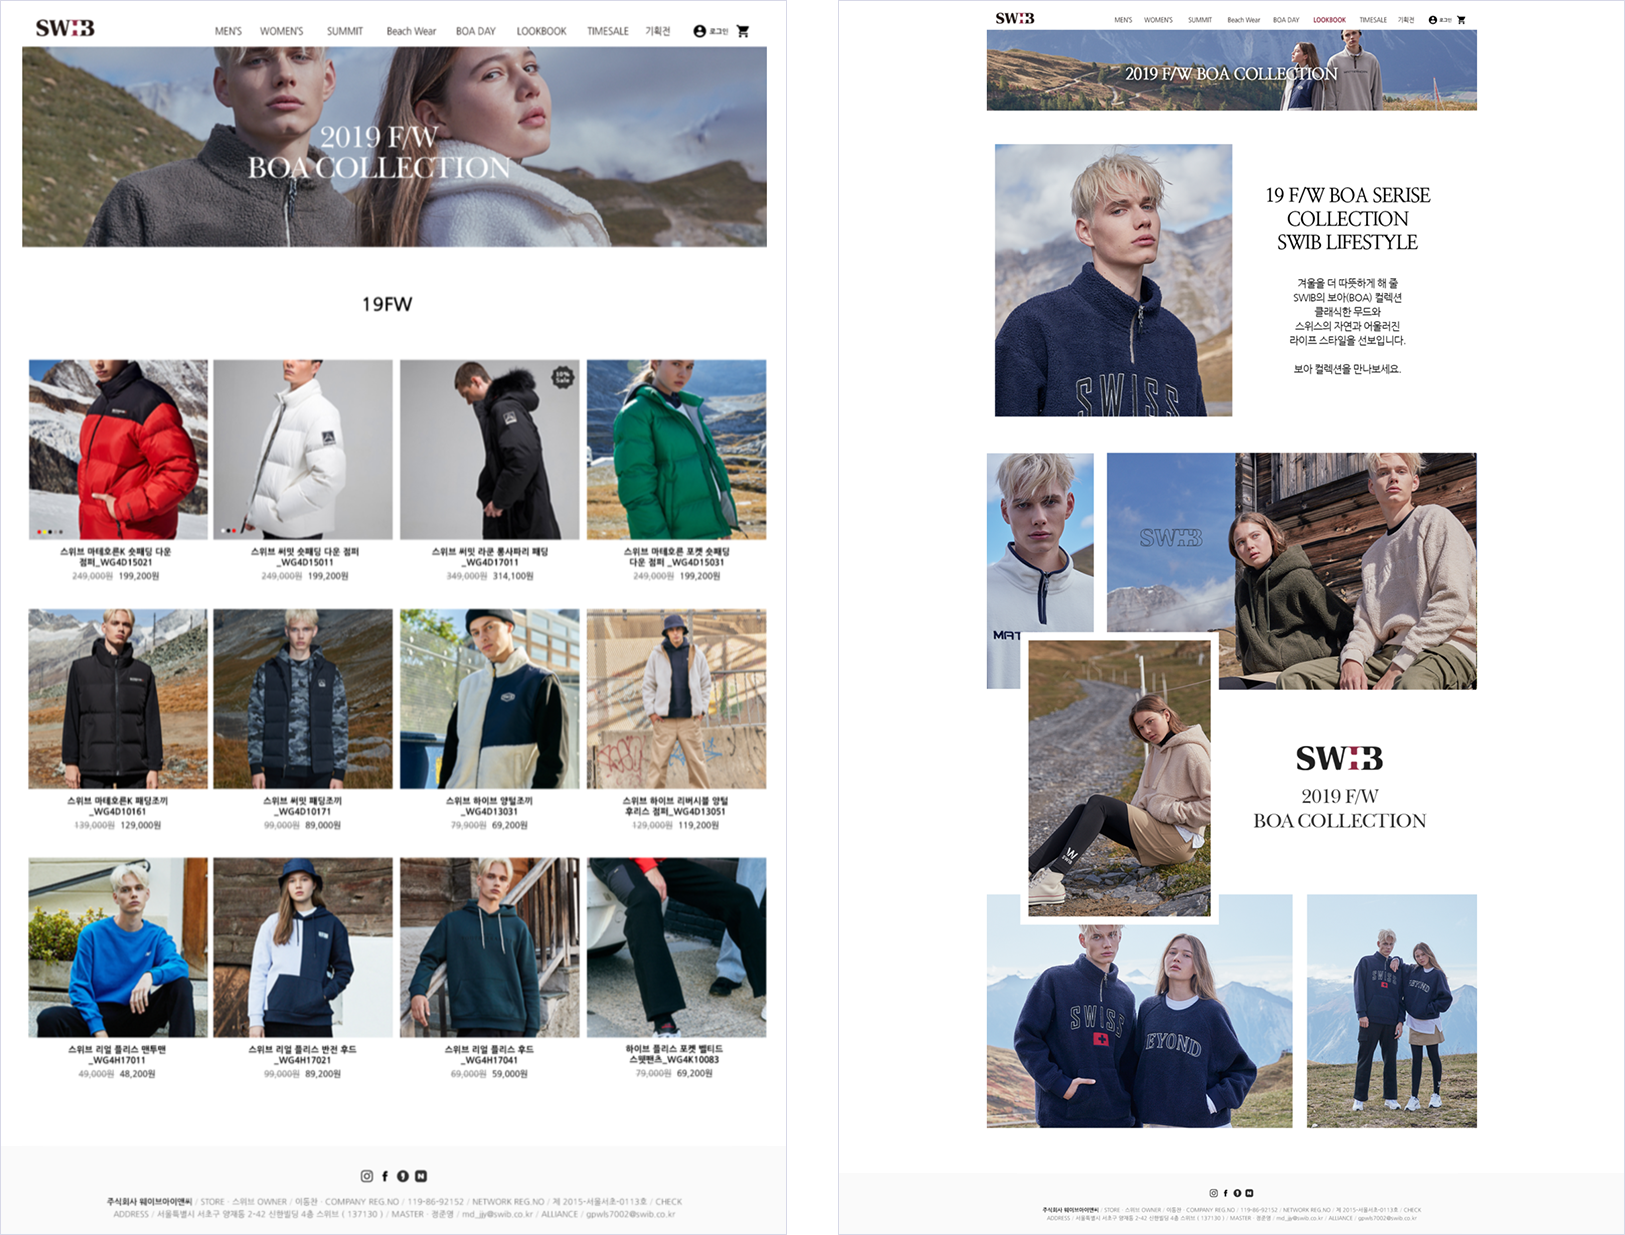 SWIB
MEN'S WOMEN'S SUMMIT Beach Wear BOA DAY LOOKBOOK TIMESALE 기획전 로그인
2019 F/W
BOA COLLECTION
19FW
10%
Sale
스위브 마테오른K 숏패딩 다운
점퍼_WG4D15021
249,000원 199,200원
스위브 써밋 숏패딩 다운 점퍼
_WG4D15011
249,000원 199,200원
스위브 써밋 라쿤 롱사파리 패딩
_WG4D17011
349,000원 314,100원
스위브 마테오른 포켓 숏패딩
다운 점퍼 _WG4D15031
249,000원 199,200원
스위브 마테오른K 패딩조끼
_WG4D10161
139,000원 129,000원
스위브 써밋 패딩조끼
_WG4D10171
99,000원 89,000원
스위브 하이브 양털조끼
_WG4D13031
79,900원 69,200원
스위브 하이브 리버시블 양털
후리스 점퍼_WG4D13051
129,000원 119,200원
스위브 리얼 플리스 맨투맨
_WG4H17011
49,000원 48,200원
스위브 리얼 플리스 반전 후드
_WG4H17021
99,000원 89,200원
스위브 리얼 플리스 후드
_WG4H17041
69,000원 59,000원
하이브 플리스 포켓 벨티드
스웻팬츠_WG4K10083
79,000원 69,200원
주식회사 웨이브아이앤씨 / STORE · 스위브 OWNER / 이동찬 · COMPANY REG.NO / 119-86-92152 / NETWORK REG.NO / 제 2015-서울서초-0113호 / CHECK
ADDRESS / 서울특별시 서초구 양재동 2-42 신현빌딩 4층 스위브 ( 137130 ) / MASTER · 경준영 / md_jjy@swib.co.kr / ALLIANCE / gpwls7002@swib.co.kr
SWIB
MEN'S WOMEN'S SUMMIT Beach Wear BOA DAY LOOKBOOK TIMESALE 기획전 로그인
2019 F/W BOA COLLECTION
SWISS
19 F/W BOA SERISE
COLLECTION
SWIB LIFESTYLE
겨울을 더 따뜻하게 해 줄
SWIB의 보아(BOA) 컬렉션
클래식한 무드와
스위스의 자연과 어울러진
라이프 스타일을 선보입니다.
보아 컬렉션을 만나보세요.
SWIB
MAT
W
SWIB
SWIB
2019 F/W
BOA COLLECTION
SWISS
EYOND
SWISS
BEYOND
주식회사 웨이브아이앤씨 / STORE · 스위브 OWNER / 이동찬 · COMPANY REG.NO / 119-86-92152 / NETWORK REG.NO / 제 2015-서울서초-0113호 / CHECK
ADDRESS / 서울특별시 서초구 양재동 2-42 신현빌딩 4층 스위브 ( 137130 ) / MASTER · 경준영 / md_jjy@swib.co.kr / ALLIANCE / gpwls7002@swib.co.kr